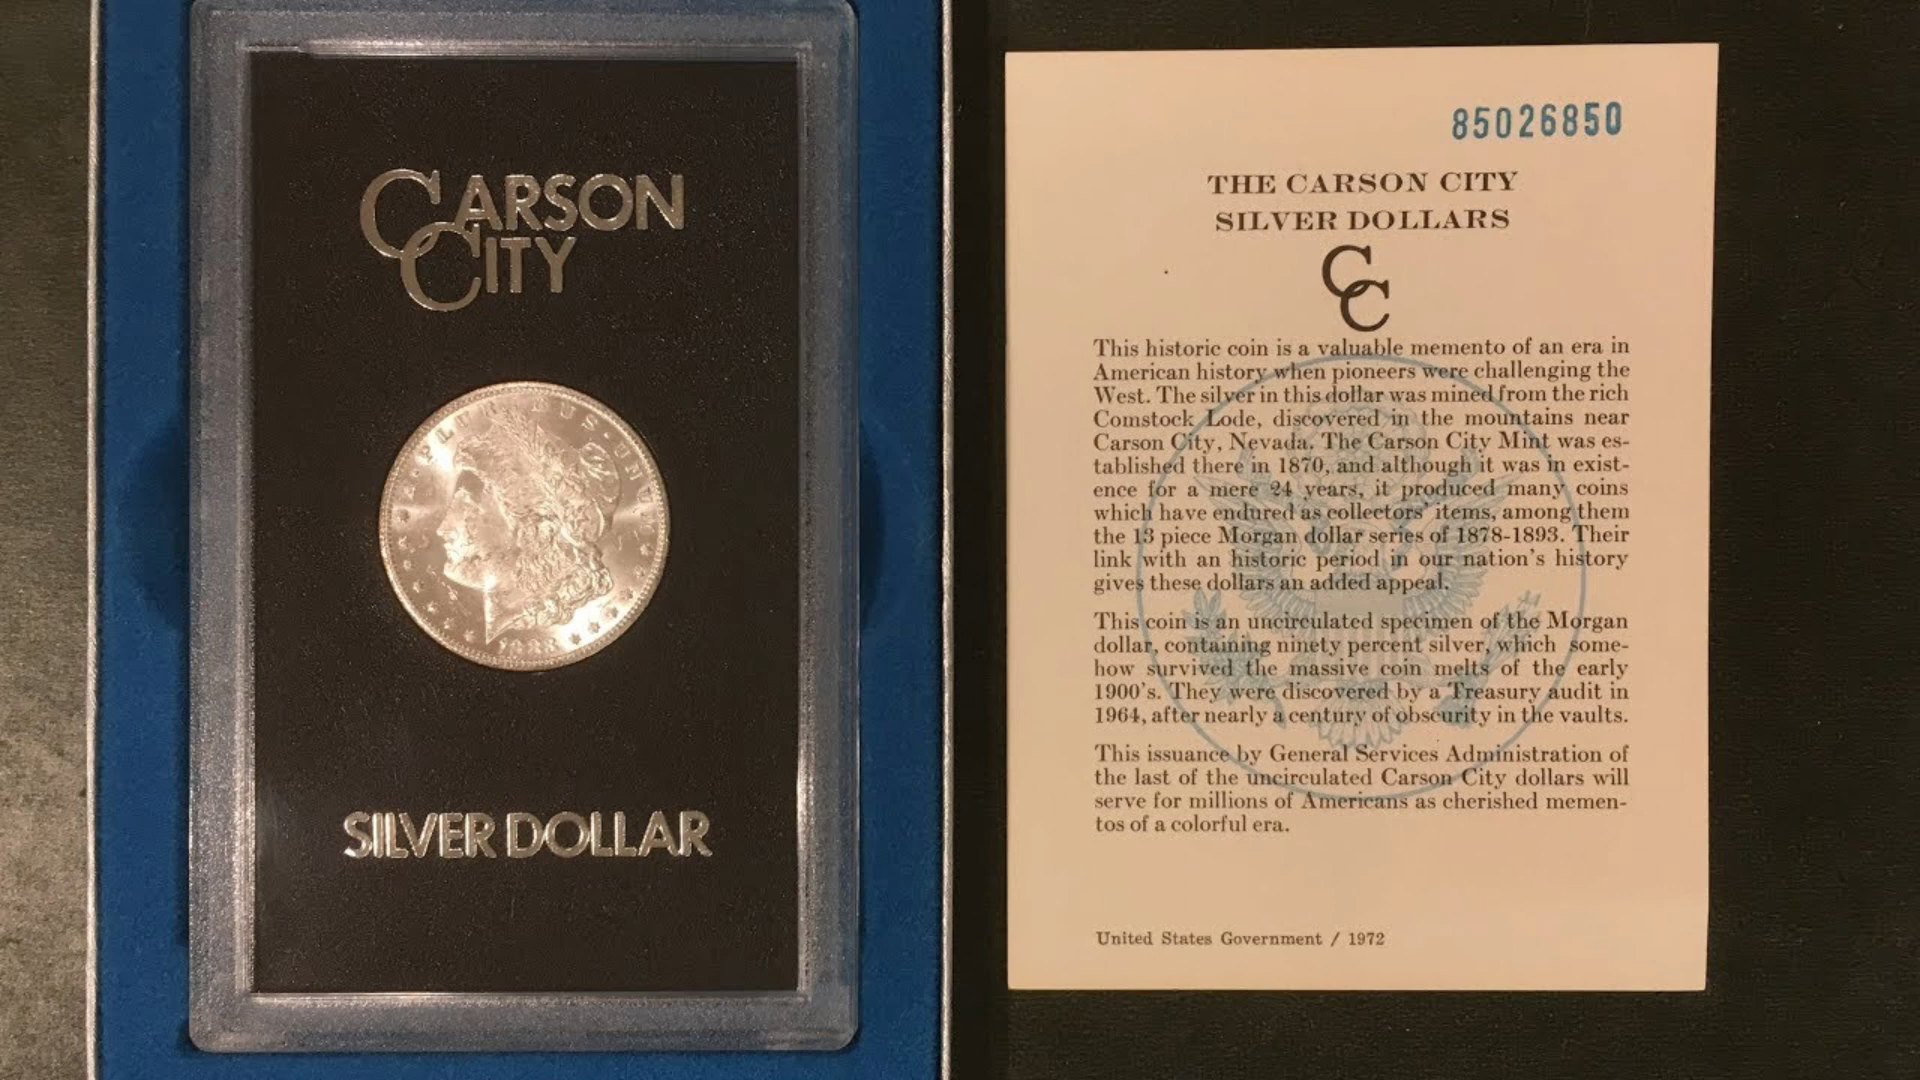 CARSON
CITY
SILVER DOLLAR
85026850
THE CARSON CITY
SILVER DOLLARS
CC
This historic coin is a valuable memento of an era in
American history when pioneers were challenging the
West. The silver in this dollar was mined from the rich
Comstock Lode, discovered in the mountains near
Carson City, Nevada. The Carson City Mint was es-
tablished there in 1870, and although it was in exist-
ence for a mere 24 years, it produced many coins
which have endured as collectors' items, among them
the 13 piece Morgan dollar series of 1878-1893. Their
link with an historic period in our nation's history
gives these dollars an added appeal.
This coin is an uncirculated specimen of the Morgan
dollar, containing ninety percent silver, which some-
how survived the massive coin melts of the early
1900's. They were discovered by a Treasury audit in
1964, after nearly a century of obscurity in the vaults.
This issuance by General Services Administration of
the last of the uncirculated Carson City dollars will
serve for millions of Americans as cherished memen-
tos of a colorful era.
United States Government / 1972